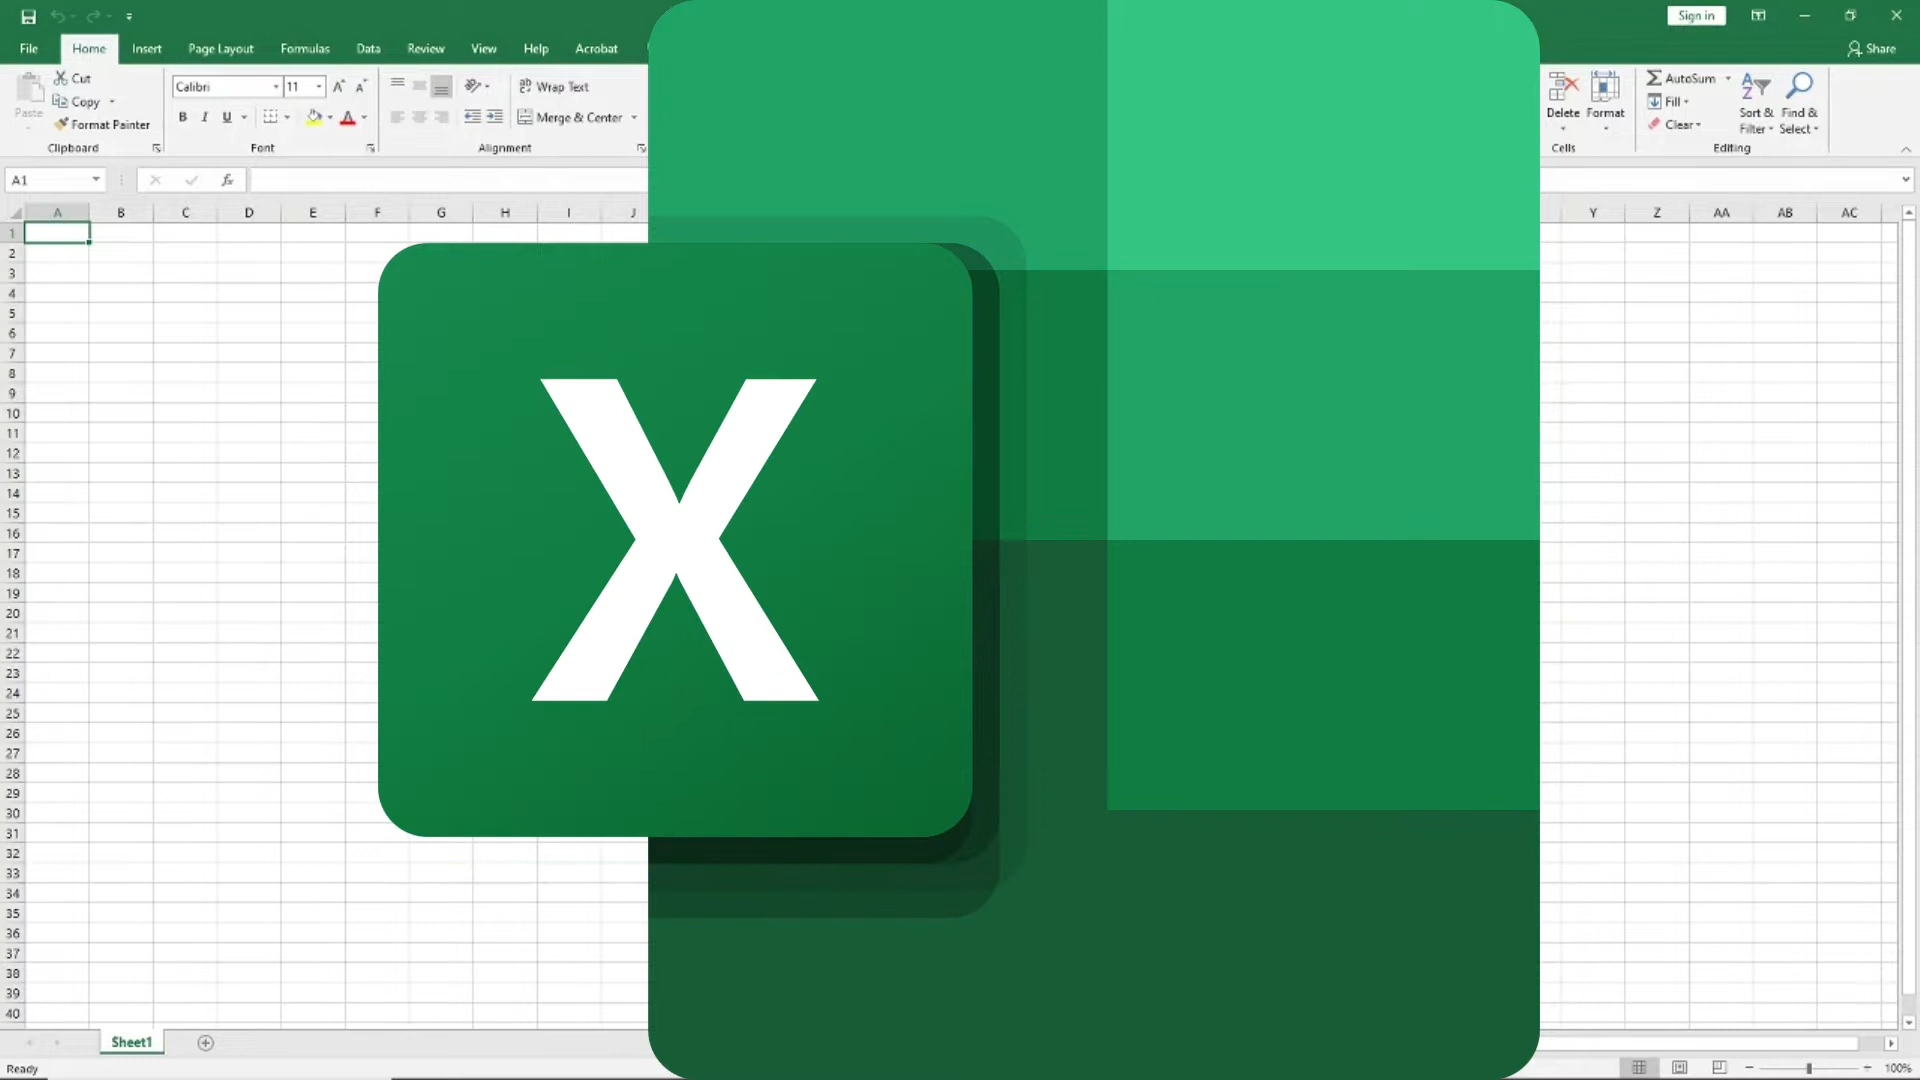 Sign in
File Home Insert Page Layout Formulas Data Review View Help Acrobat Share
Cut
Copy
Paste
Format Painter
Clipboard
Calibri 11
B I U
Font
Wrap Text
Merge & Center
Alignment
Delete Format
Cells
AutoSum
Fill
Clear
Sort & Filter
Find & Select
Editing
A1 fx
A B C D E F G H I J Y Z AA AB AC
1
2
3
4
5
6
7
8
9
10
11
12
13
14
15
16
17
18
19
20
21
22
23
24
25
26
27
28
29
30
31
32
33
34
35
36
37
38
39
40
X
Sheet1
Ready 100%